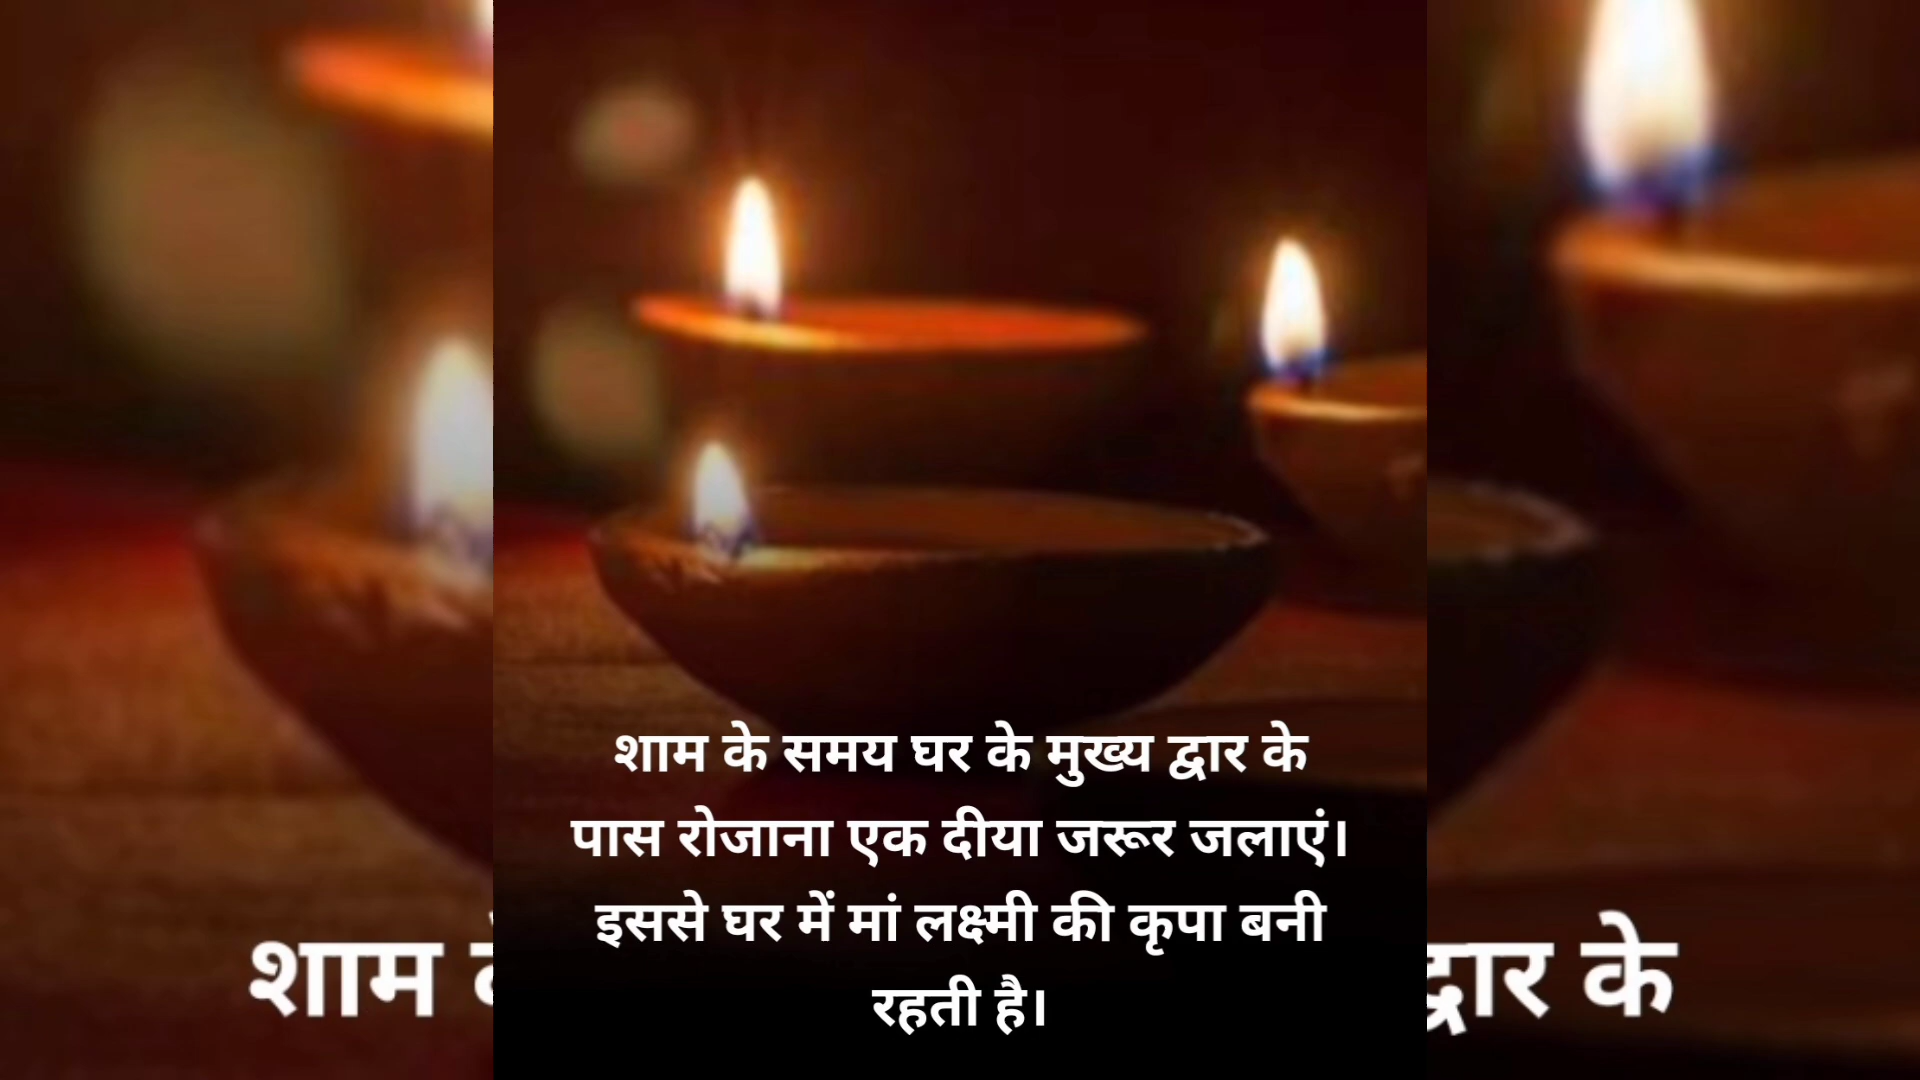 शाम के समय घर के मुख्य द्वार के
पास रोजाना एक दीया जरूर जलाएं।
इससे घर में मां लक्ष्मी की कृपा बनी
रहती है।
शाम
द्वार के